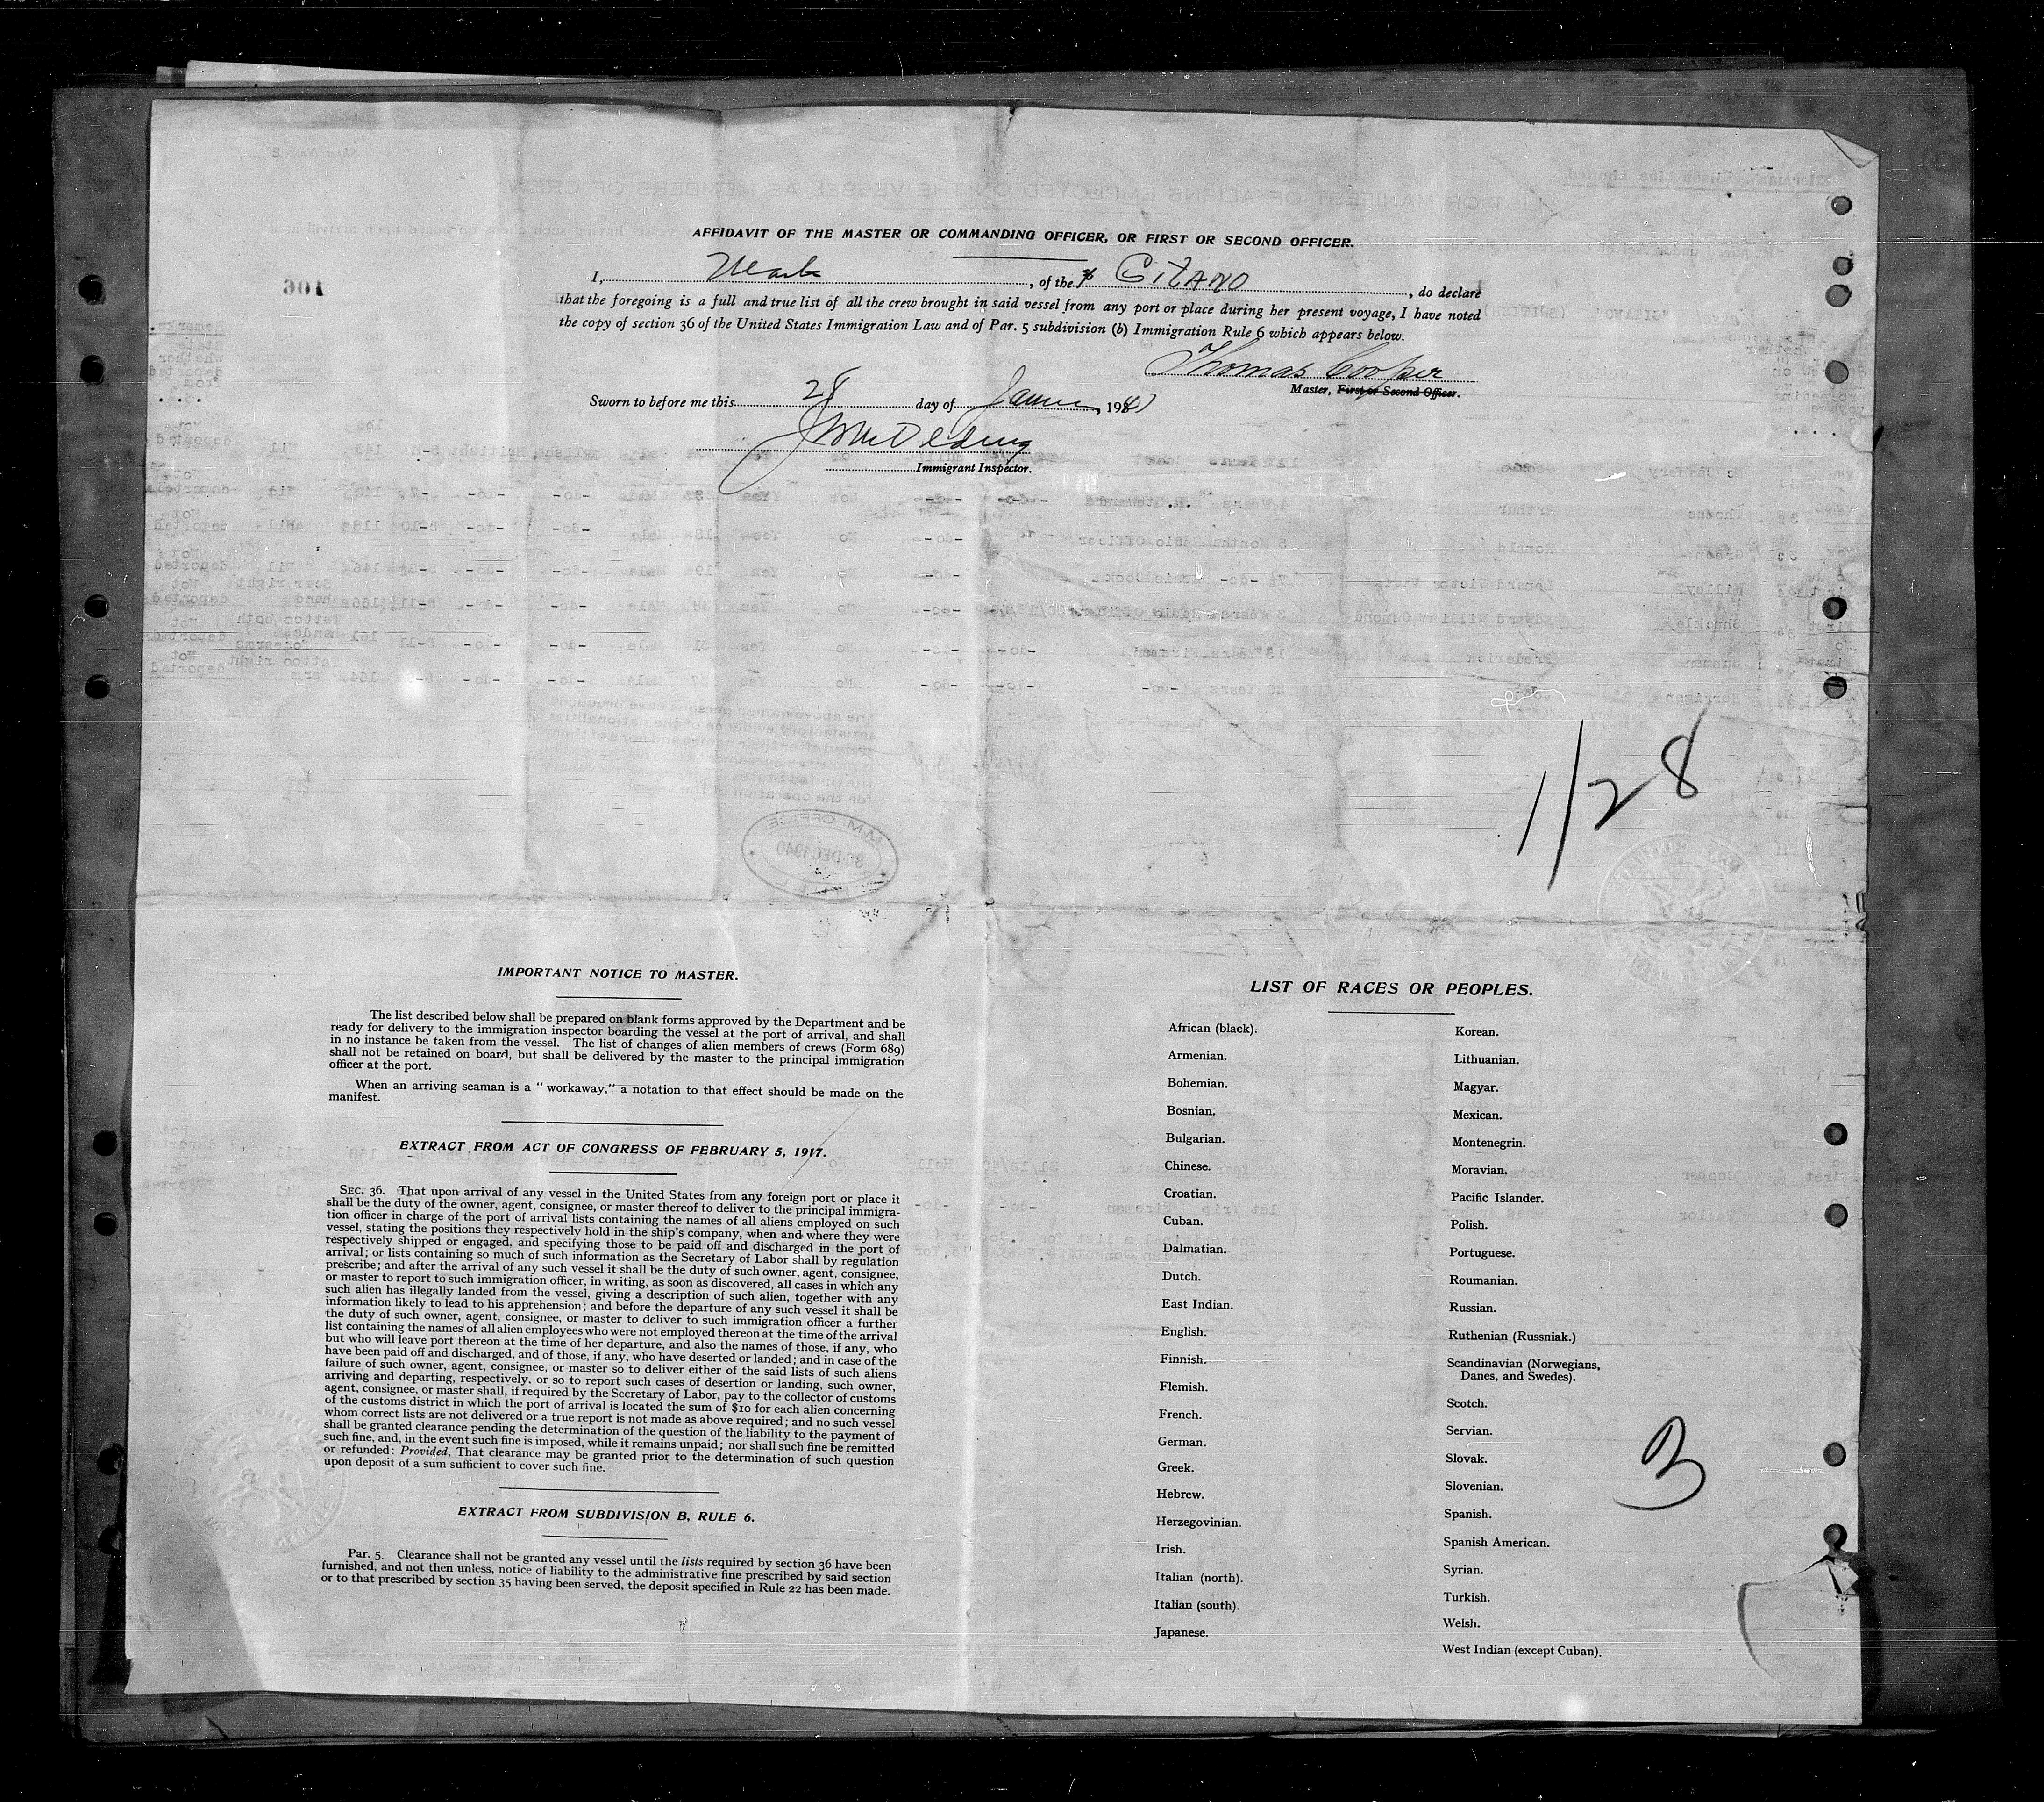 AFFIDAVIT OF THE MASTER OR COMMANDING OFFICER, OR FIRST OR SECOND OFFICER.
I, , of the GITANO , do declare
that the foregoing is a full and true list of all the crew brought in said vessel from any port or place during her present voyage, I have noted
the copy of section 36 of the United States Immigration Law and of Par. 5 subdivision (b) Immigration Rule 6 which appears below.
Thomas Cooper
Master, First or Second Officer.
Sworn to before me this 28 day of
Immigrant Inspector.
106
1/28
30 DEC 1940
IMPORTANT NOTICE TO MASTER.
The list described below shall be prepared on blank forms approved by the Department and be
ready for delivery to the immigration inspector boarding the vessel at the port of arrival, and shall
in no instance be taken from the vessel. The list of changes of alien members of crews (Form 689)
shall not be retained on board, but shall be delivered by the master to the principal immigration
officer at the port.
When an arriving seaman is a " workaway," a notation to that effect should be made on the
manifest.
EXTRACT FROM ACT OF CONGRESS OF FEBRUARY 5, 1917.
SEC. 36. That upon arrival of any vessel in the United States from any foreign port or place it
shall be the duty of the owner, agent, consignee, or master thereof to deliver to the principal immigra-
tion officer in charge of the port of arrival lists containing the names of all aliens employed on such
vessel, stating the positions they respectively hold in the ship's company, when and where they were
respectively shipped or engaged, and specifying those to be paid off and discharged in the port of
arrival; or lists containing so much of such information as the Secretary of Labor shall by regulation
prescribe; and after the arrival of any such vessel it shall be the duty of such owner, agent, consignee,
or master to report to such immigration officer, in writing, as soon as discovered, all cases in which any
such alien has illegally landed from the vessel, giving a description of such alien, together with any
information likely to lead to his apprehension; and before the departure of any such vessel it shall be
the duty of such owner, agent, consignee, or master to deliver to such immigration officer a further
list containing the names of all alien employees who were not employed thereon at the time of the arrival
but who will leave port thereon at the time of her departure, and also the names of those, if any, who
have been paid off and discharged, and of those, if any, who have deserted or landed; and in case of the
failure of such owner, agent, consignee, or master so to deliver either of the said lists of such aliens
arriving and departing, respectively, or so to report such cases of desertion or landing, such owner,
agent, consignee, or master shall, if required by the Secretary of Labor, pay to the collector of customs
of the customs district in which the port of arrival is located the sum of $10 for each alien concerning
whom correct lists are not delivered or a true report is not made as above required; and no such vessel
shall be granted clearance pending the determination of the question of the liability to the payment of
such fine, and, in the event such fine is imposed, while it remains unpaid; nor shall such fine be remitted
or refunded: Provided, That clearance may be granted prior to the determination of such question
upon deposit of a sum sufficient to cover such fine.
EXTRACT FROM SUBDIVISION B, RULE 6.
Par. 5. Clearance shall not be granted any vessel until the lists required by section 36 have been
furnished, and not then unless, notice of liability to the administrative fine prescribed by said section
or to that prescribed by section 35 having been served, the deposit specified in Rule 22 has been made.
LIST OF RACES OR PEOPLES.
African (black).
Armenian.
Bohemian.
Bosnian.
Bulgarian.
Chinese.
Croatian.
Cuban.
Dalmatian.
Dutch.
East Indian.
English.
Finnish.
Flemish.
French.
German.
Greek.
Hebrew.
Herzegovinian.
Irish.
Italian (north).
Italian (south).
Japanese.
Korean.
Lithuanian.
Magyar.
Mexican.
Montenegrin.
Moravian.
Pacific Islander.
Polish.
Portuguese.
Roumanian.
Russian.
Ruthenian (Russniak.)
Scandinavian (Norwegians,
Danes, and Swedes).
Scotch.
Servian.
Slovak.
Slovenian.
Spanish.
Spanish American.
Syrian.
Turkish.
Welsh.
West Indian (except Cuban).
3